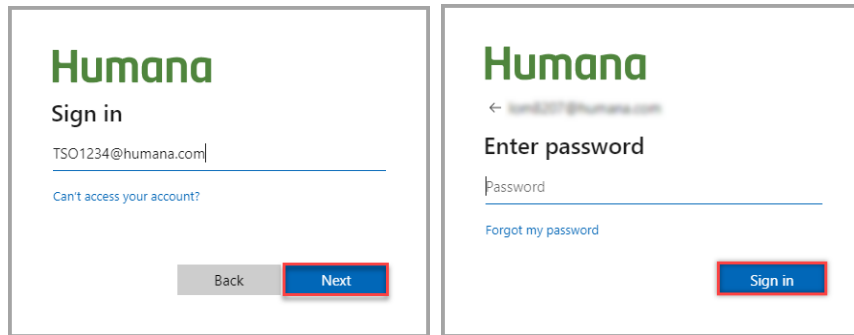 Humana
Sign in
TSO1234@humana.com
Can't access your account?
Back
Next
Humana
Enter password
Password
Forgot my password
Sign in